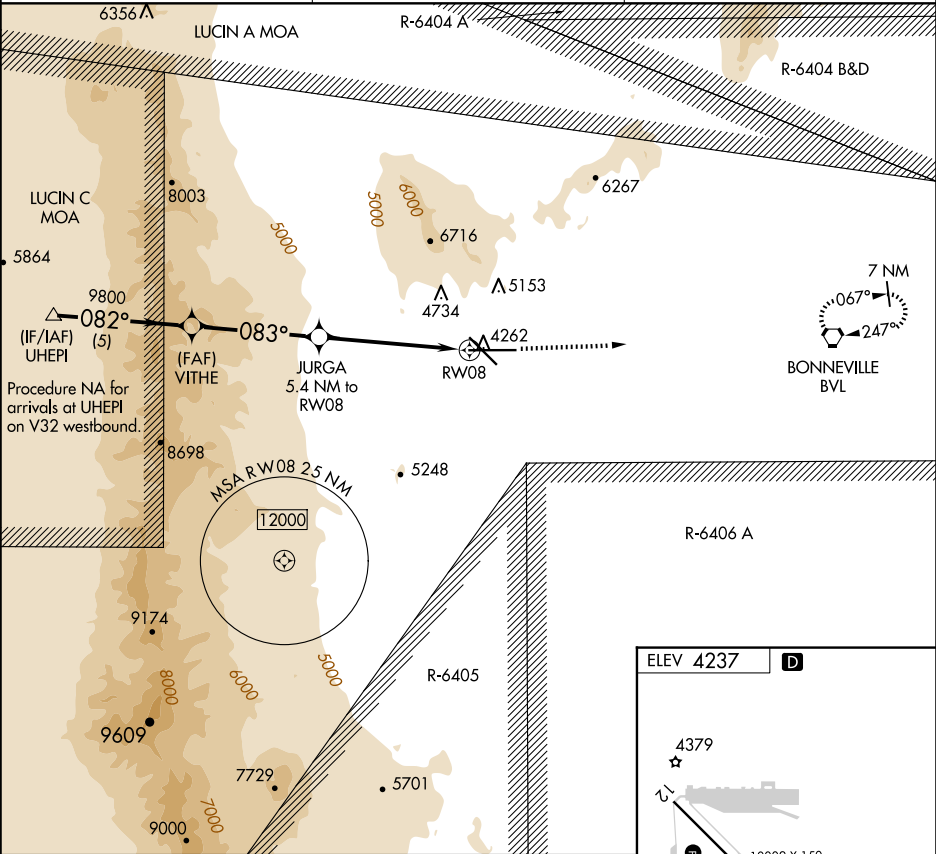 6356
LUCIN A MOA
R-6404 A
R-6404 B&D
LUCIN C
MOA
8003
5000
5000
6000
6267
6716
5864
5153
4734
7 NM
067°
247°
BONNEVILLE
BVL
9800
082°
(5)
(IF/IAF)
UHEPI
083°
(FAF)
VITHE
JURGA
5.4 NM to
RW08
4262
RW08
Procedure NA for
arrivals at UHEPI
on V32 westbound.
8698
5248
MSA RW08 25 NM
12000
R-6406 A
9174
8000
6000
5000
R-6405
9609
7729
5701
7000
9000
ELEV 4237
D
4379
12